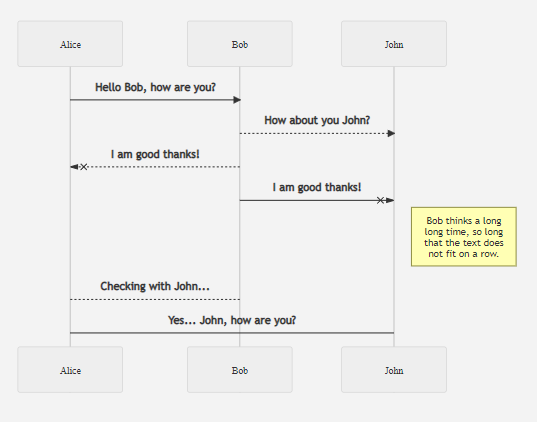 Alice Bob John
Hello Bob, how are you?
How about you John?
I am good thanks!
I am good thanks!
Bob thinks a long
long time, so long
that the text does
not fit on a row.
Checking with John...
Yes... John, how are you?
Alice Bob John